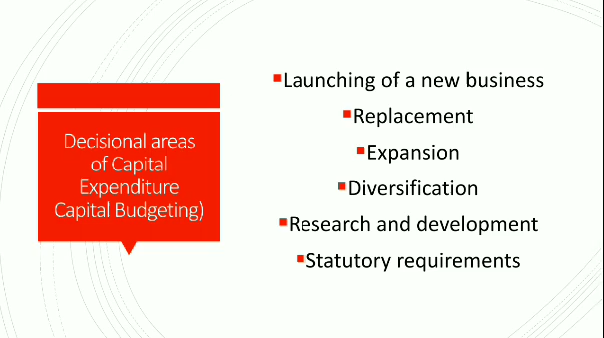 Decisional areas
of Capital
Expenditure
Capital Budgeting)
Launching of a new business
Replacement
Expansion
Diversification
Research and development
Statutory requirements